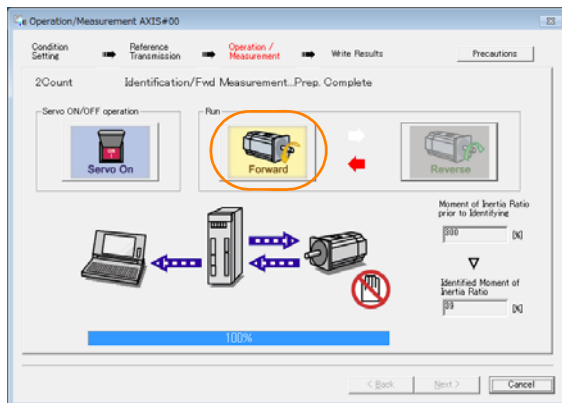 Operation/Measurement AXIS#00
Condition Setting
Reference Transmission
Operation / Measurement
Write Results
Precautions
2Count Identification/Fwd Measurement...Prep. Complete
Servo ON/OFF operation
Run
Servo On
Forward
Reverse
Moment of Inertia Ratio
prior to Identifying
300 [%]
Identified Moment of
Inertia Ratio
[%]
100%
< Back
Next >
Cancel